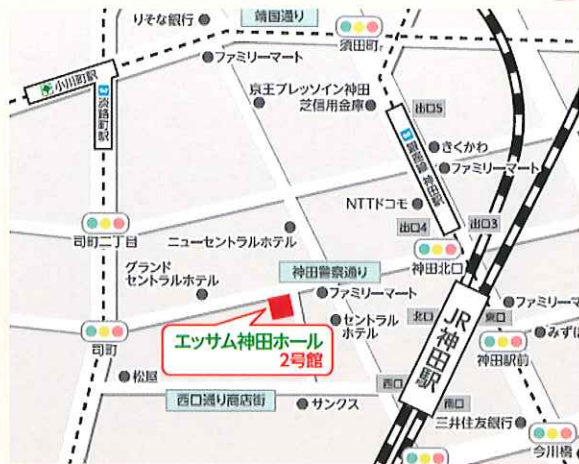 りそな銀行
靖国通り
須田町
ファミリーマート
小川町駅
淡路町駅
京王プレッソイン神田
芝信用金庫
出口5
銀座線 神田駅
きくかわ
ファミリーマート
NTTドコモ
出口4
出口3
司町二丁目
ニューセントラルホテル
神田北口
神田警察通り
グランド
セントラルホテル
ファミリーマート
ファミリーマ
北口
東口
JR神田駅
エッサム神田ホール
2号館
セントラル
ホテル
みずほ
司町
神田駅前
松屋
西口
西口通り商店街
サンクス
南口
三井住友銀行
今川橋